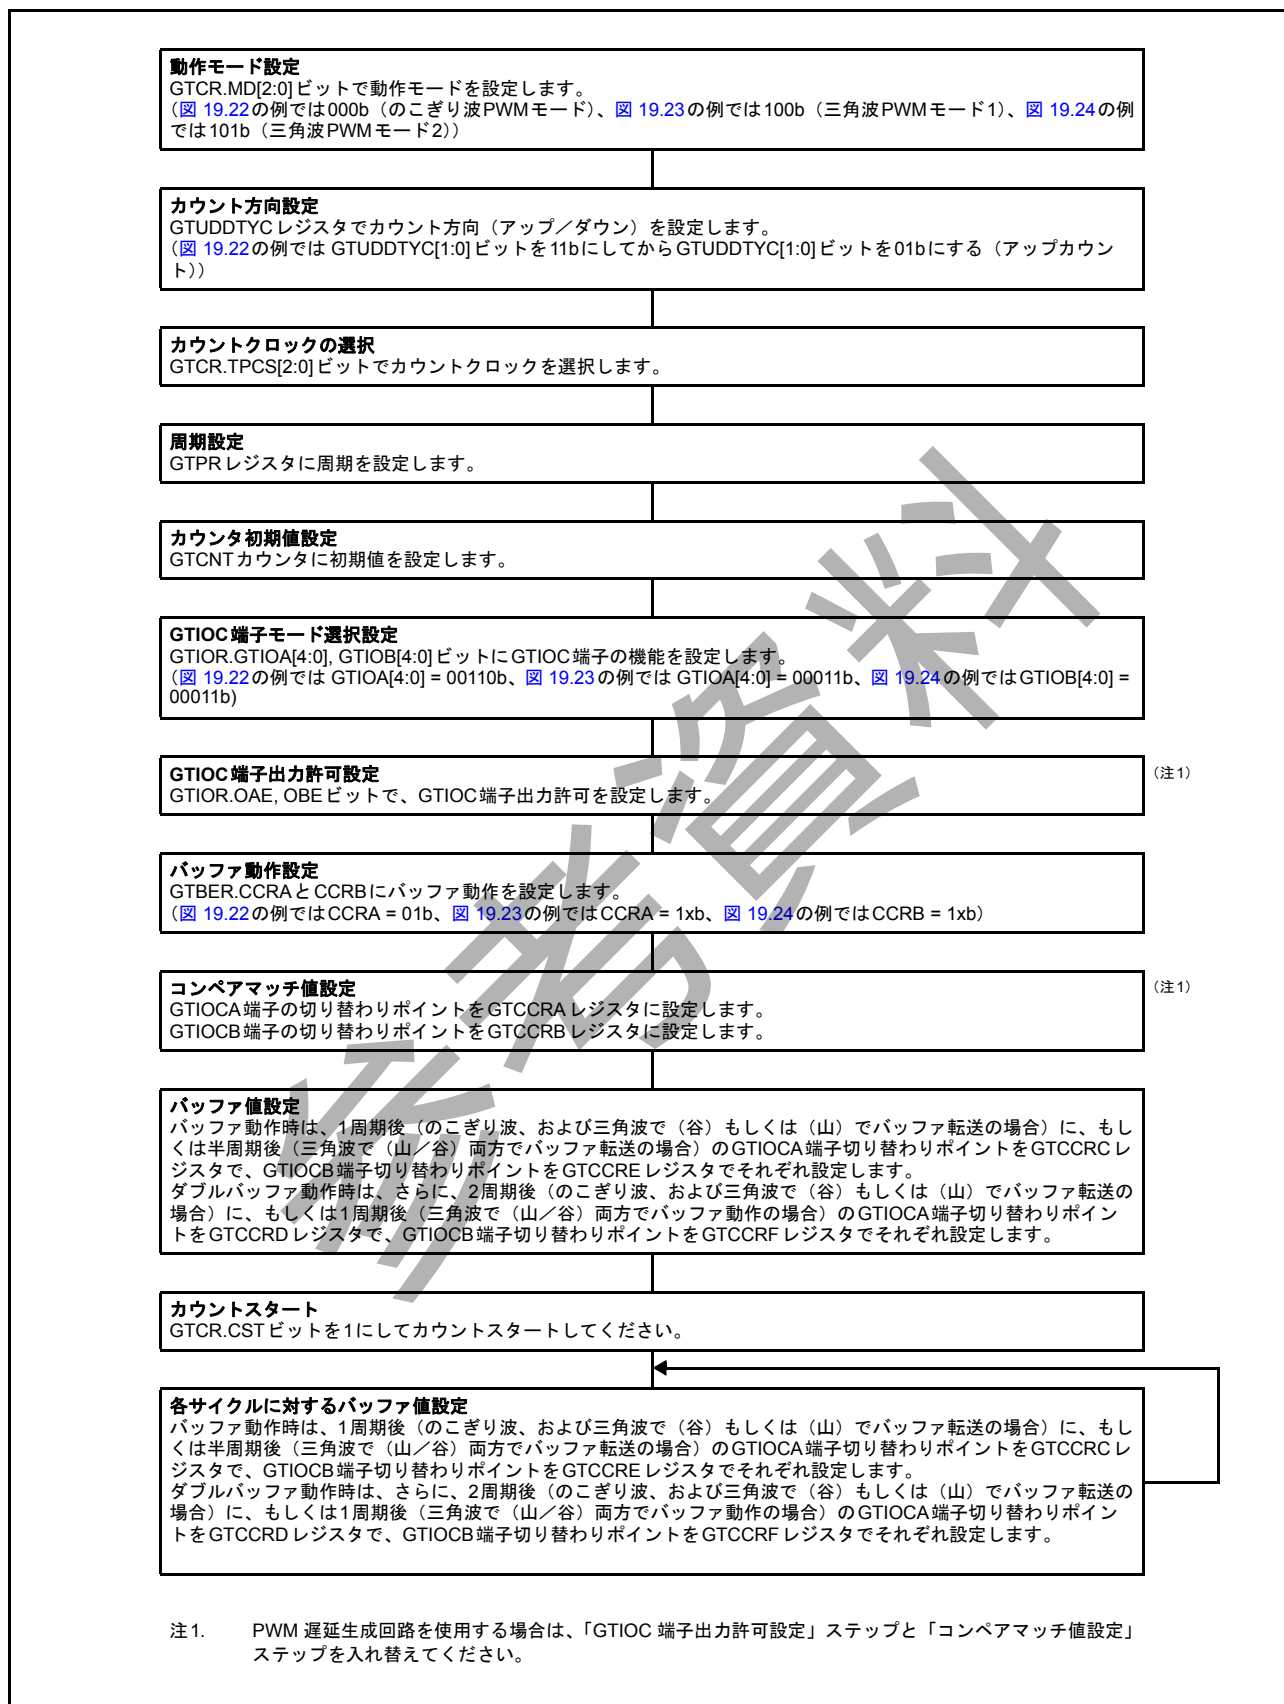 動作モード設定
GTCR.MD[2:0]ビットで動作モードを設定します。
(図 19.22の例では000b（のこぎり波PWMモード）、図 19.23の例では100b（三角波PWMモード1）、図 19.24の例
では101b（三角波PWMモード2））
カウント方向設定
GTUDDTYCレジスタでカウント方向（アップ／ダウン）を設定します。
(図 19.22の例では GTUDDTYC[1:0]ビットを11bにしてからGTUDDTYC[1:0]ビットを01bにする（アップカウン
ト））
カウントクロックの選択
GTCR.TPCS[2:0]ビットでカウントクロックを選択します。
周期設定
GTPRレジスタに周期を設定します。
カウンタ初期値設定
GTCNTカウンタに初期値を設定します。
GTIOC端子モード選択設定
GTIOR.GTIOA[4:0], GTIOB[4:0]ビットにGTIOC端子の機能を設定します。
（図 19.22の例では GTIOA[4:0] = 00110b、図 19.23の例では GTIOA[4:0] = 00011b、図 19.24の例ではGTIOB[4:0] =
00011b)
GTIOC端子出力許可設定 （注1）
GTIOR.OAE, OBEビットで、GTIOC端子出力許可を設定します。
バッファ動作設定
GTBER.CCRAとCCRBにバッファ動作を設定します。
（図 19.22の例ではCCRA = 01b、図 19.23の例ではCCRA = 1xb、図 19.24の例ではCCRB = 1xb）
コンペアマッチ値設定 （注1）
GTIOCA端子の切り替わりポイントをGTCCRAレジスタに設定します。
GTIOCB端子の切り替わりポイントをGTCCRBレジスタに設定します。
バッファ値設定
バッファ動作時は、1周期後（のこぎり波、および三角波で（谷）もしくは（山）でバッファ転送の場合）に、もし
くは半周期後（三角波で（山／谷）両方でバッファ転送の場合）のGTIOCA端子切り替わりポイントをGTCCRCレ
ジスタで、GTIOCB端子切り替わりポイントをGTCCREレジスタでそれぞれ設定します。
ダブルバッファ動作時は、さらに、2周期後（のこぎり波、および三角波で（谷）もしくは（山）でバッファ転送の
場合）に、もしくは1周期後（三角波で（山／谷）両方でバッファ動作の場合）のGTIOCA端子切り替わりポイン
トをGTCCRDレジスタで、GTIOCB端子切り替わりポイントをGTCCRFレジスタでそれぞれ設定します。
カウントスタート
GTCR.CSTビットを1にしてカウントスタートしてください。
各サイクルに対するバッファ値設定
バッファ動作時は、1周期後（のこぎり波、および三角波で（谷）もしくは（山）でバッファ転送の場合）に、もし
くは半周期後（三角波で（山／谷）両方でバッファ転送の場合）のGTIOCA端子切り替わりポイントをGTCCRCレ
ジスタで、GTIOCB端子切り替わりポイントをGTCCREレジスタでそれぞれ設定します。
ダブルバッファ動作時は、さらに、2周期後（のこぎり波、および三角波で（谷）もしくは（山）でバッファ転送の
場合）に、もしくは1周期後（三角波で（山／谷）両方でバッファ動作の場合）のGTIOCA端子切り替わりポイン
トをGTCCRDレジスタで、GTIOCB端子切り替わりポイントをGTCCRFレジスタでそれぞれ設定します。
注1. PWM 遅延生成回路を使用する場合は、「GTIOC 端子出力許可設定」ステップと「コンペアマッチ値設定」
ステップを入れ替えてください。
参考資料